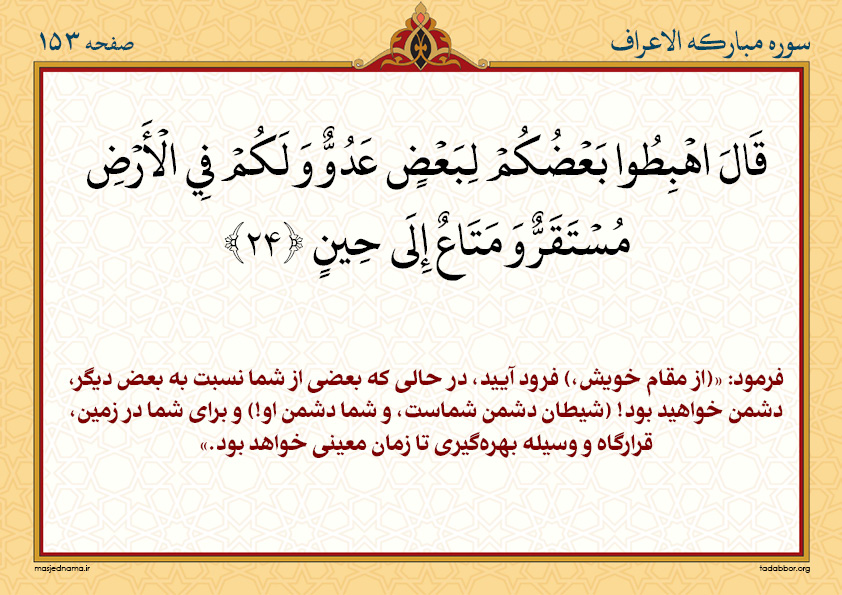 سوره مبارکه الاعراف
صفحه ۱۵۳
قَالَ اهْبِطُوا بَعْضُكُمْ لِبَعْضٍ عَدُوٌّ وَ لَكُمْ فِي الْأَرْضِ
مُسْتَقَرٌّ وَ مَتَاعٌ إِلَى حِينٍ ﴿۲۴﴾
فرمود: «(از مقام خویش،) فرود آیید، در حالی که بعضی از شما نسبت به بعض دیگر،
دشمن خواهید بود! (شیطان دشمن شماست، و شما دشمن او!) و برای شما در زمین،
قرارگاه و وسیله بهره‌گیری تا زمان معینی خواهد بود.»
masjednama.ir
tadabbor.org